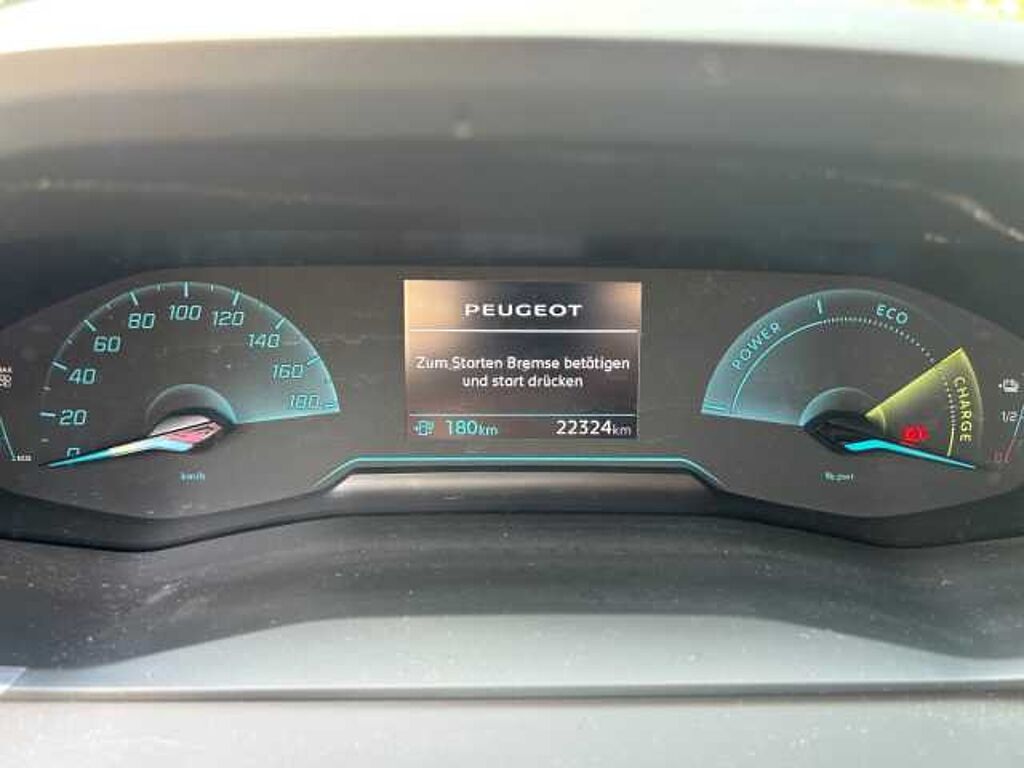 PEUGEOT
Zum Starten Bremse betätigen
und start drücken
180km
22324km
0
20
40
60
80
100
120
140
160
180
km/h
POWER
ECO
CHARGE
1/2
0